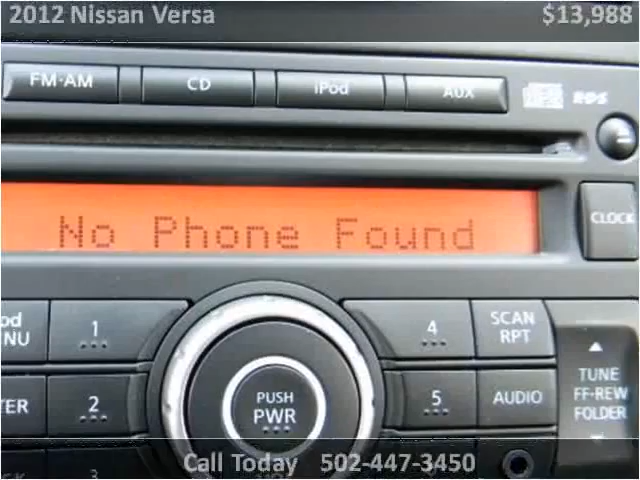 2012 Nissan Versa $13,988
FM·AM CD iPod AUX RDS
CLOCK
No Phone Found
1 4 SCAN
RPT
TUNE
FF-REW
FOLDER
2 PUSH
PWR 5 AUDIO
3
Call Today 502-447-3450